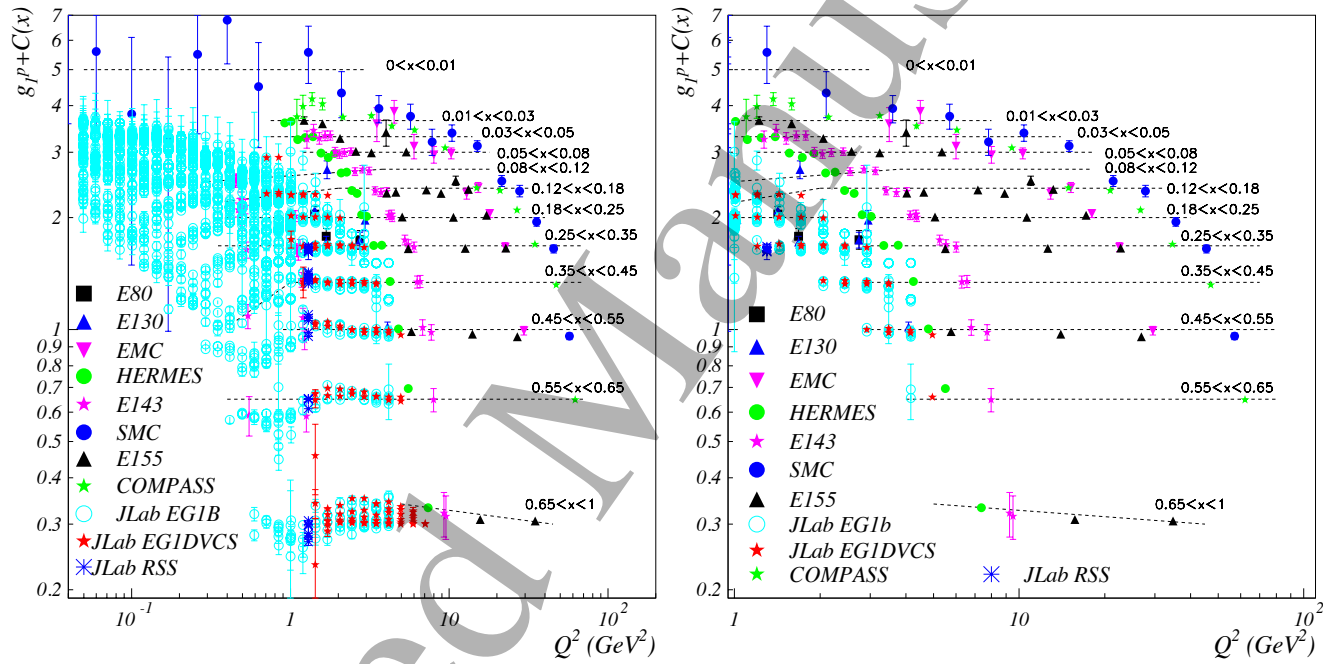 g₁ᵖ+C(x)
7
6
5
4
3
2
1
0.9
0.8
0.7
0.6
0.5
0.4
0.3
0.2
0<x<0.01
0.01<x<0.03
0.03<x<0.05
0.05<x<0.08
0.08<x<0.12
0.12<x<0.18
0.18<x<0.25
0.25<x<0.35
0.35<x<0.45
0.45<x<0.55
0.55<x<0.65
0.65<x<1
E80
E130
EMC
HERMES
E143
SMC
E155
COMPASS
JLab EG1B
JLab EG1DVCS
JLab RSS
10⁻¹ 1 10 10²
Q² (GeV²)
g₁ᵖ+C(x)
7
6
5
4
3
2
1
0.9
0.8
0.7
0.6
0.5
0.4
0.3
0.2
0<x<0.01
0.01<x<0.03
0.03<x<0.05
0.05<x<0.08
0.08<x<0.12
0.12<x<0.18
0.18<x<0.25
0.25<x<0.35
0.35<x<0.45
0.45<x<0.55
0.55<x<0.65
0.65<x<1
E80
E130
EMC
HERMES
E143
SMC
E155
JLab EG1b
JLab EG1DVCS
COMPASS
JLab RSS
1 10 10²
Q² (GeV²)
ed Manus